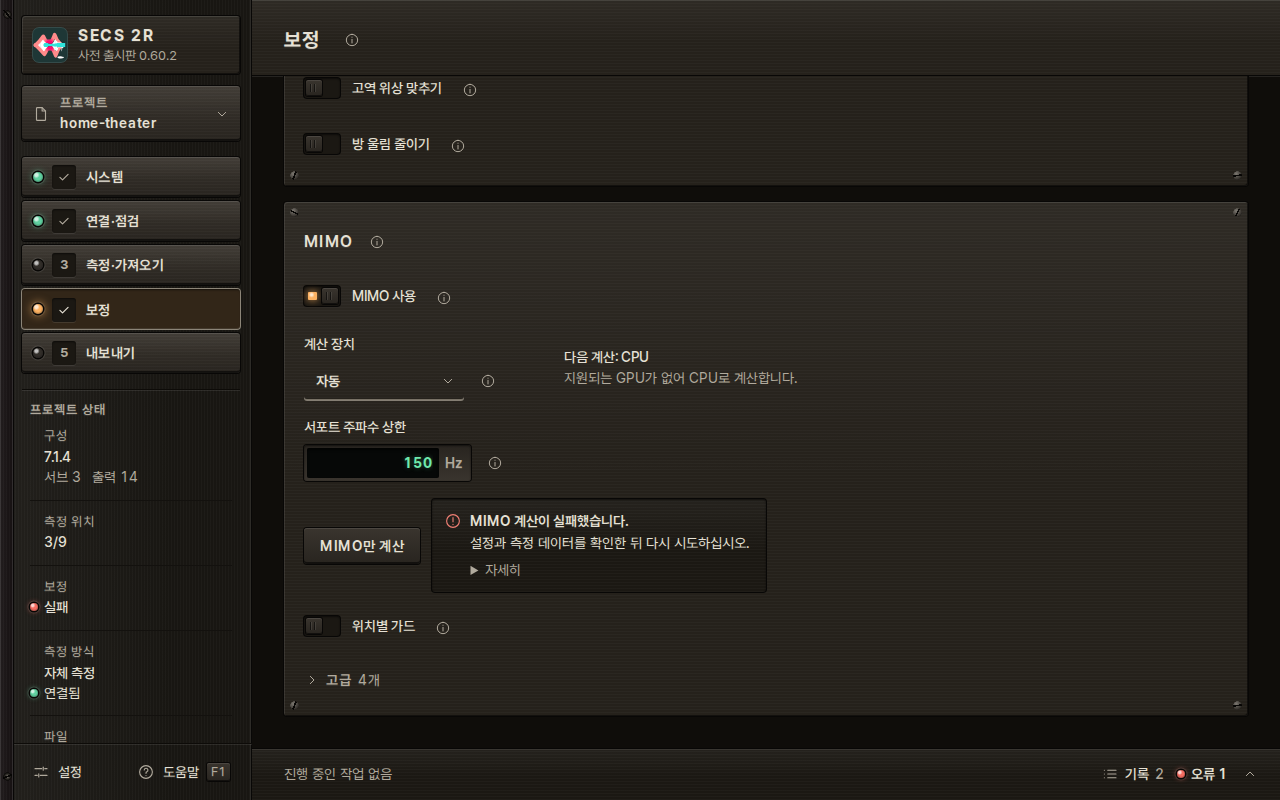 SECS 2R
사전 출시판 0.60.2
프로젝트
home-theater
시스템
연결·점검
3 측정·가져오기
보정
5 내보내기
프로젝트 상태
구성
7.1.4
서브 3 출력 14
측정 위치
3/9
보정
실패
측정 방식
자체 측정
연결됨
파일
설정
도움말 F1
보정
고역 위상 맞추기
방 울림 줄이기
MIMO
MIMO 사용
계산 장치
자동
다음 계산: CPU
지원되는 GPU가 없어 CPU로 계산합니다.
서포트 주파수 상한
150 Hz
MIMO만 계산
MIMO 계산이 실패했습니다.
설정과 측정 데이터를 확인한 뒤 다시 시도하십시오.
▶ 자세히
위치별 가드
고급 4개
진행 중인 작업 없음
기록 2
오류 1